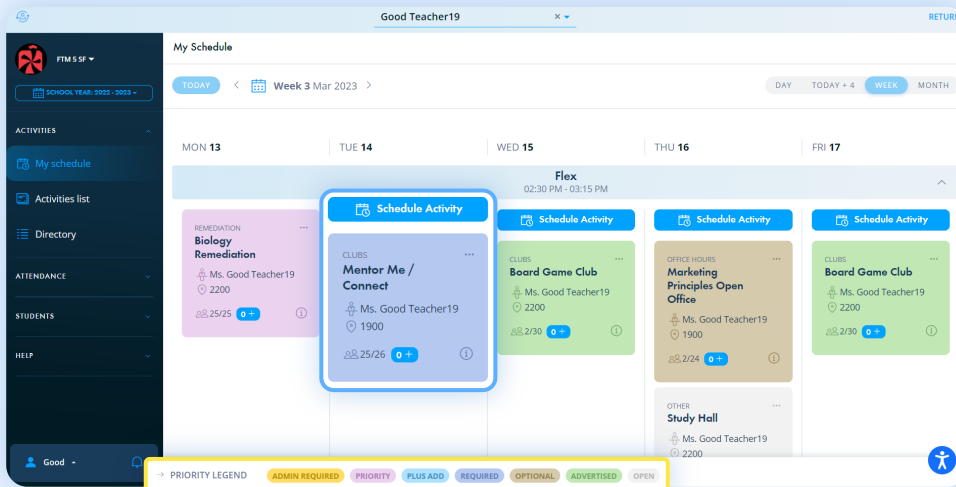 Good Teacher19
RETURN
My Schedule
FTM 5 SF
SCHOOL YEAR: 2022 - 2023
TODAY
Week 3 Mar 2023
DAY TODAY + 4 WEEK MONTH
ACTIVITIES
My schedule
Activities list
Directory
ATTENDANCE
STUDENTS
HELP
Good
MON 13
TUE 14
WED 15
THU 16
FRI 17
Flex
02:30 PM - 03:15 PM
REMEDIATION
Biology
Remediation
Ms. Good Teacher19
2200
25/25 0 +
Schedule Activity
CLUBS
Mentor Me /
Connect
Ms. Good Teacher19
1900
25/26 0 +
Schedule Activity
CLUBS
Board Game Club
Ms. Good Teacher19
2200
2/30 0 +
Schedule Activity
OFFICE HOURS
Marketing
Principles Open
Office
Ms. Good Teacher19
1900
2/24 0 +
OTHER
Study Hall
Ms. Good Teacher19
2200
Schedule Activity
CLUBS
Board Game Club
Ms. Good Teacher19
2200
2/30 0 +
PRIORITY LEGEND ADMIN REQUIRED PRIORITY PLUS ADD REQUIRED OPTIONAL ADVERTISED OPEN